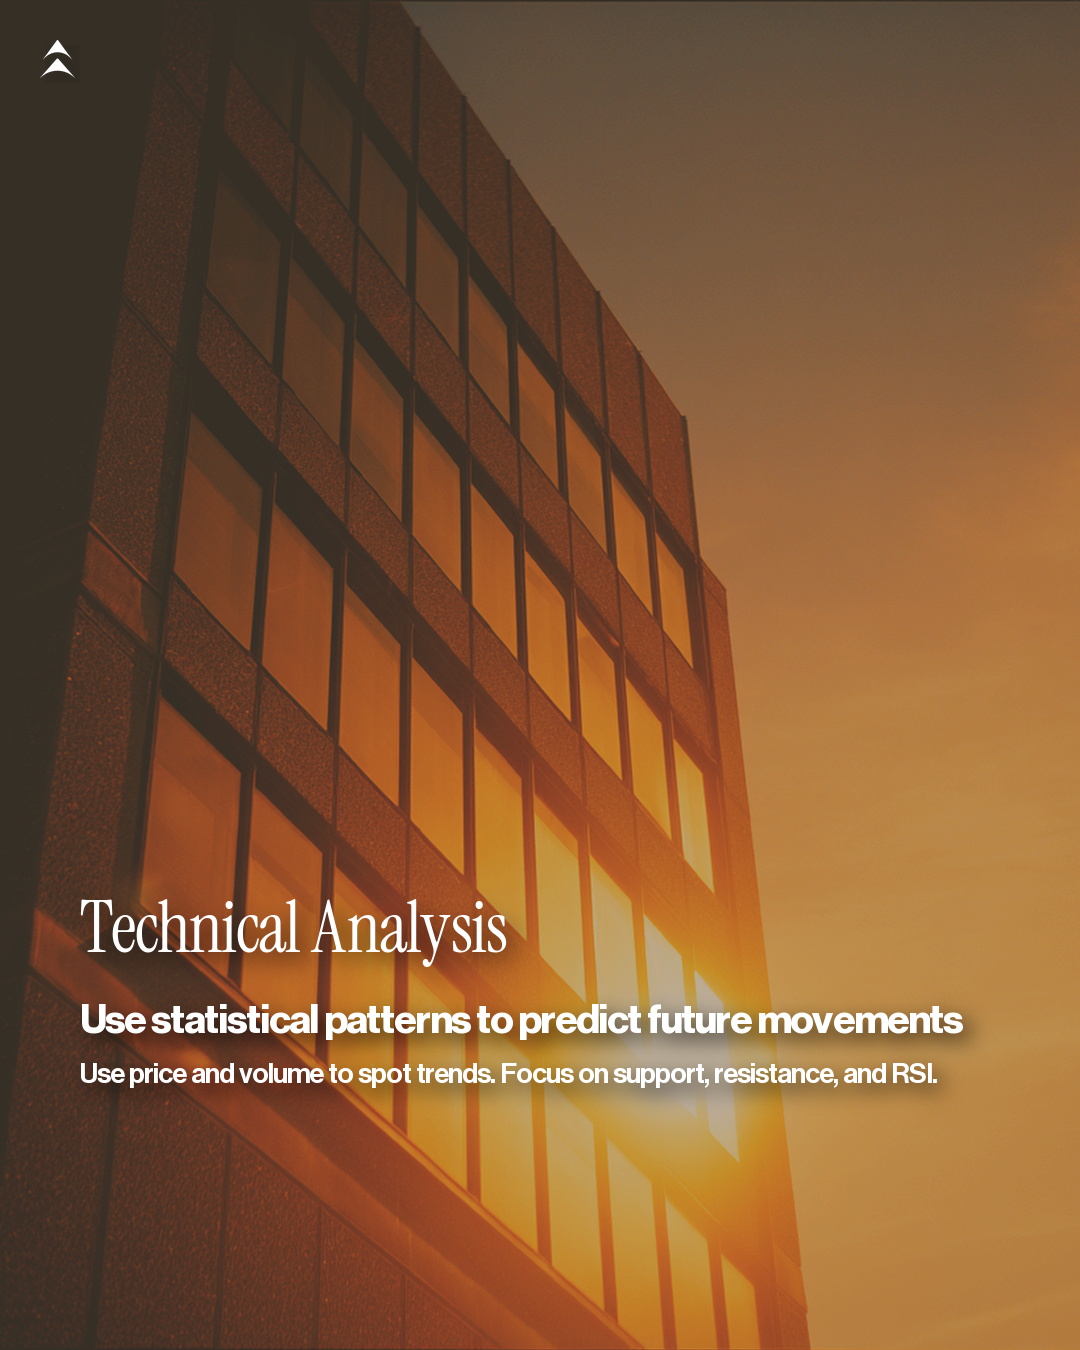 Technical Analysis
Use statistical patterns to predict future movements
Use price and volume to spot trends. Focus on support, resistance, and RSI.